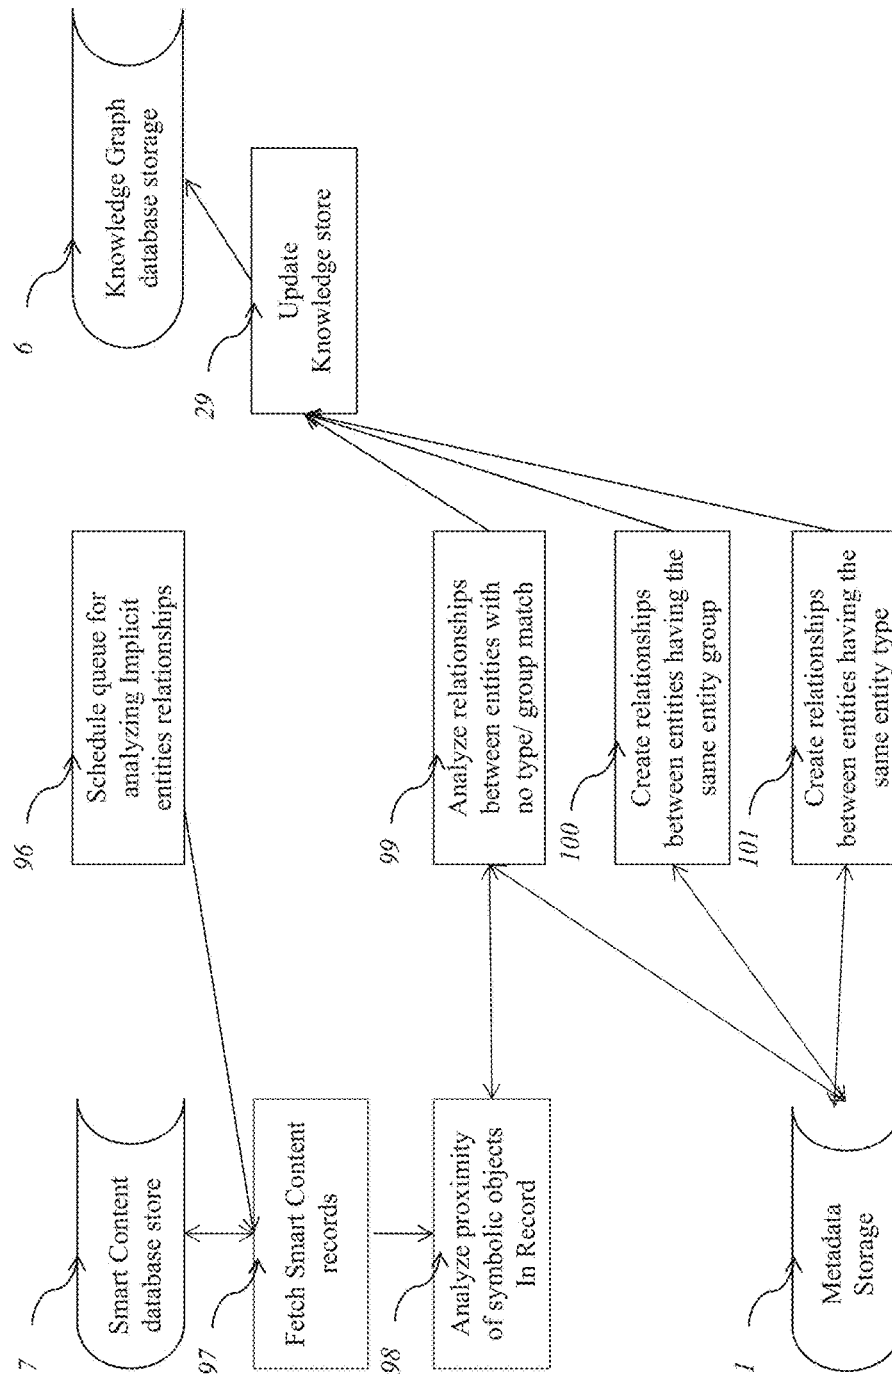 7
Smart Content
database store
96
Schedule queue for
analyzing Implicit
entities relationships
6
Knowledge Graph
database storage
97
Fetch Smart Content
records
29
Update
Knowledge store
98
Analyze proximity
of symbolic objects
In Record
99
Analyze relationships
between entities with
no type/ group match
100
Create relationships
between entities having the
same entity group
1
Metadata
Storage
101
Create relationships
between entities having the
same entity type